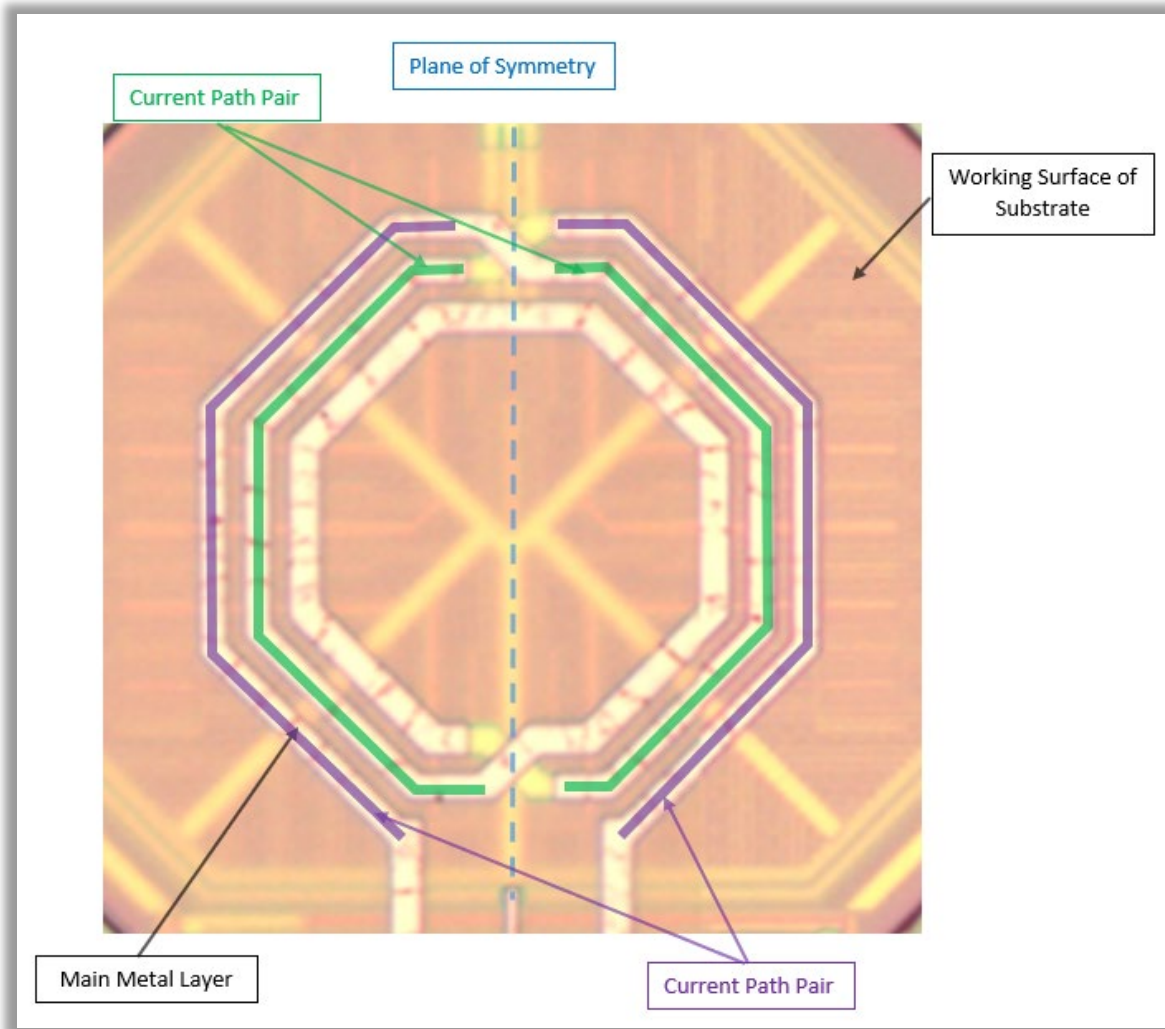 Plane of Symmetry
Current Path Pair
Working Surface of
Substrate
Main Metal Layer
Current Path Pair